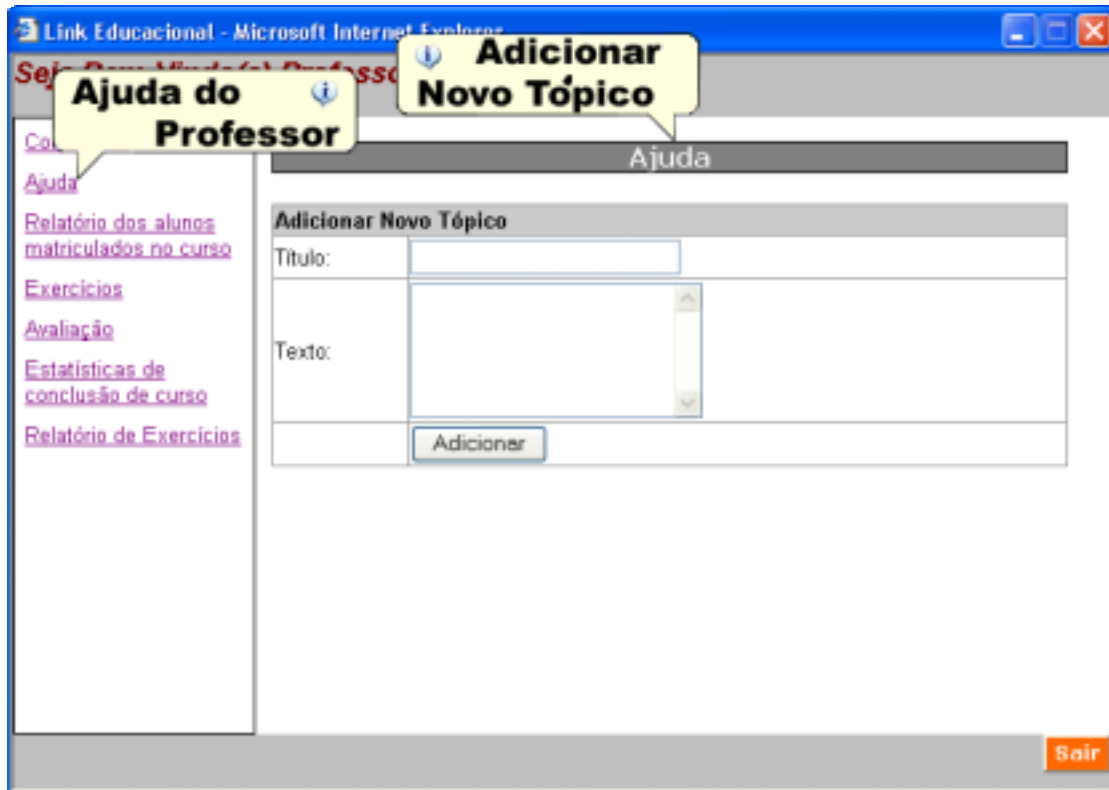 Link Educacional - Microsoft Internet Explorer
Adicionar
Novo Tópico
Ajuda do
Professor
Ajuda
Ajuda
Relatório dos alunos
matriculados no curso
Exercícios
Avaliação
Estatísticas de
conclusão de curso
Relatório de Exercícios
Adicionar Novo Tópico
Título:
Texto:
Adicionar
Sair